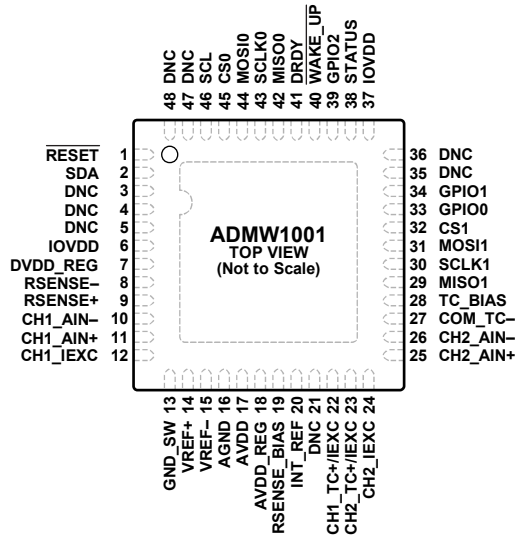 48 DNC
47 DNC
46 SCL
45 CS0
44 MOSI0
43 SCLK0
42 MISO0
41 DRDY
40 WAKE_UP
39 GPIO2
38 STATUS
37 IOVDD
RESET 1
SDA 2
DNC 3
DNC 4
DNC 5
IOVDD 6
DVDD_REG 7
RSENSE– 8
RSENSE+ 9
CH1_AIN– 10
CH1_AIN+ 11
CH1_IEXC 12
ADMW1001
TOP VIEW
(Not to Scale)
36 DNC
35 DNC
34 GPIO1
33 GPIO0
32 CS1
31 MOSI1
30 SCLK1
29 MISO1
28 TC_BIAS
27 COM_TC–
26 CH2_AIN–
25 CH2_AIN+
GND_SW 13
VREF+ 14
VREF– 15
AGND 16
AVDD 17
AVDD_REG 18
RSENSE_BIAS 19
INT_REF 20
DNC 21
CH1_TC+/IEXC 22
CH2_TC+/IEXC 23
CH2_IEXC 24